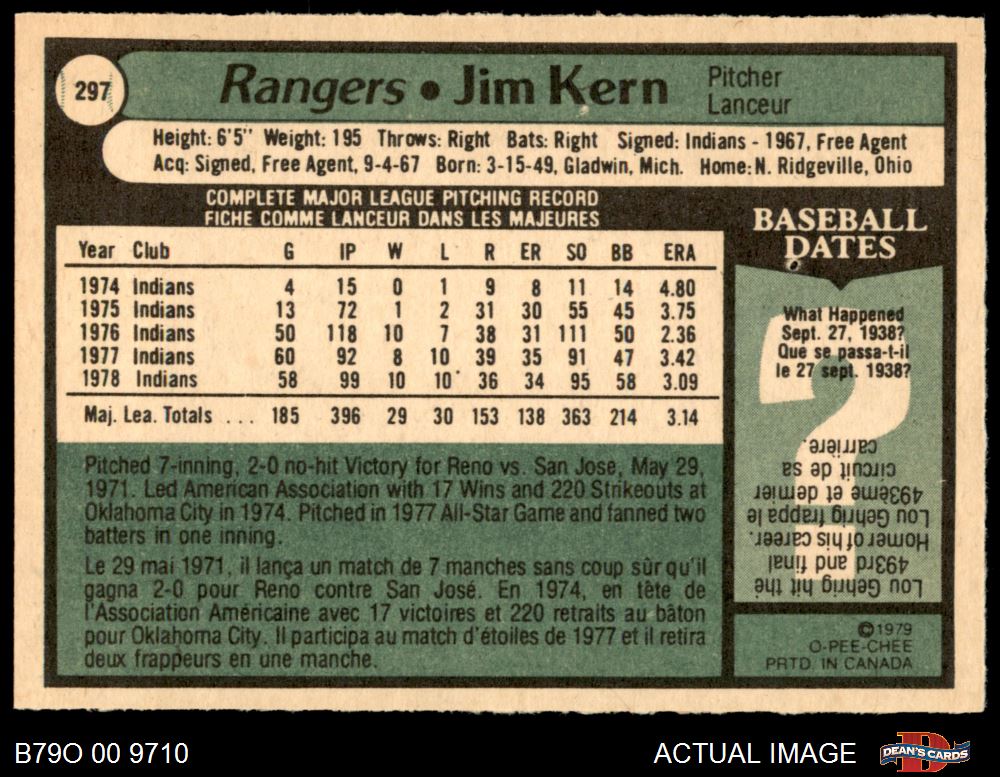 297
Rangers • Jim Kern
Pitcher
Lanceur
Height: 6'5" Weight: 195 Throws: Right Bats: Right Signed: Indians - 1967, Free Agent
Acq: Signed, Free Agent, 9-4-67 Born: 3-15-49, Gladwin, Mich. Home: N. Ridgeville, Ohio
COMPLETE MAJOR LEAGUE PITCHING RECORD
FICHE COMME LANCEUR DANS LES MAJEURES
Year Club G IP W L R ER SO BB ERA
1974 Indians 4 15 0 1 9 8 11 14 4.80
1975 Indians 13 72 1 2 31 30 55 45 3.75
1976 Indians 50 118 10 7 38 31 111 50 2.36
1977 Indians 60 92 8 10 39 35 91 47 3.42
1978 Indians 58 99 10 10 36 34 95 58 3.09
Maj. Lea. Totals ... 185 396 29 30 153 138 363 214 3.14
Pitched 7-inning, 2-0 no-hit Victory for Reno vs. San Jose, May 29,
1971. Led American Association with 17 Wins and 220 Strikeouts at
Oklahoma City in 1974. Pitched in 1977 All-Star Game and fanned two
batters in one inning.
Le 29 mai 1971, il lança un match de 7 manches sans coup sûr qu'il
gagna 2-0 pour Reno contre San José. En 1974, en tête de
l'Association Américaine avec 17 victoires et 220 retraits au bâton
pour Oklahoma City. Il participa au match d'étoiles de 1977 et il retira
deux frappeurs en une manche.
BASEBALL
DATES
What Happened
Sept. 27, 1938?
Que se passa-t-il
le 27 sept. 1938?
Lou Gehrig hit the
493rd and final
Homer of his career.
Lou Gehrig frappa le
493ème et dernier
circuit de sa
carrière.
©1979
O-PEE-CHEE
PRTD. IN CANADA
B79O 00 9710
ACTUAL IMAGE
DEAN'S CARDS